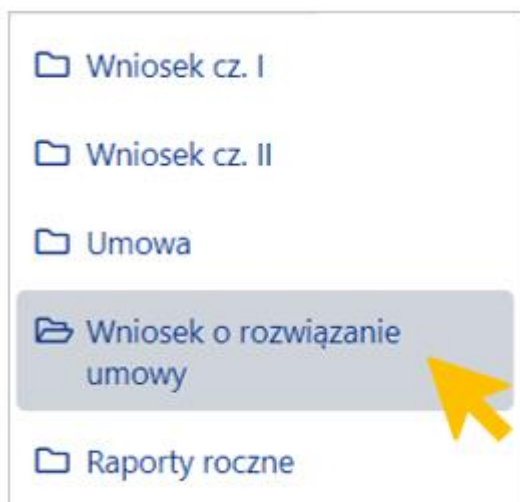 Wniosek cz. I
Wniosek cz. II
Umowa
Wniosek o rozwiązanie
umowy
Raporty roczne